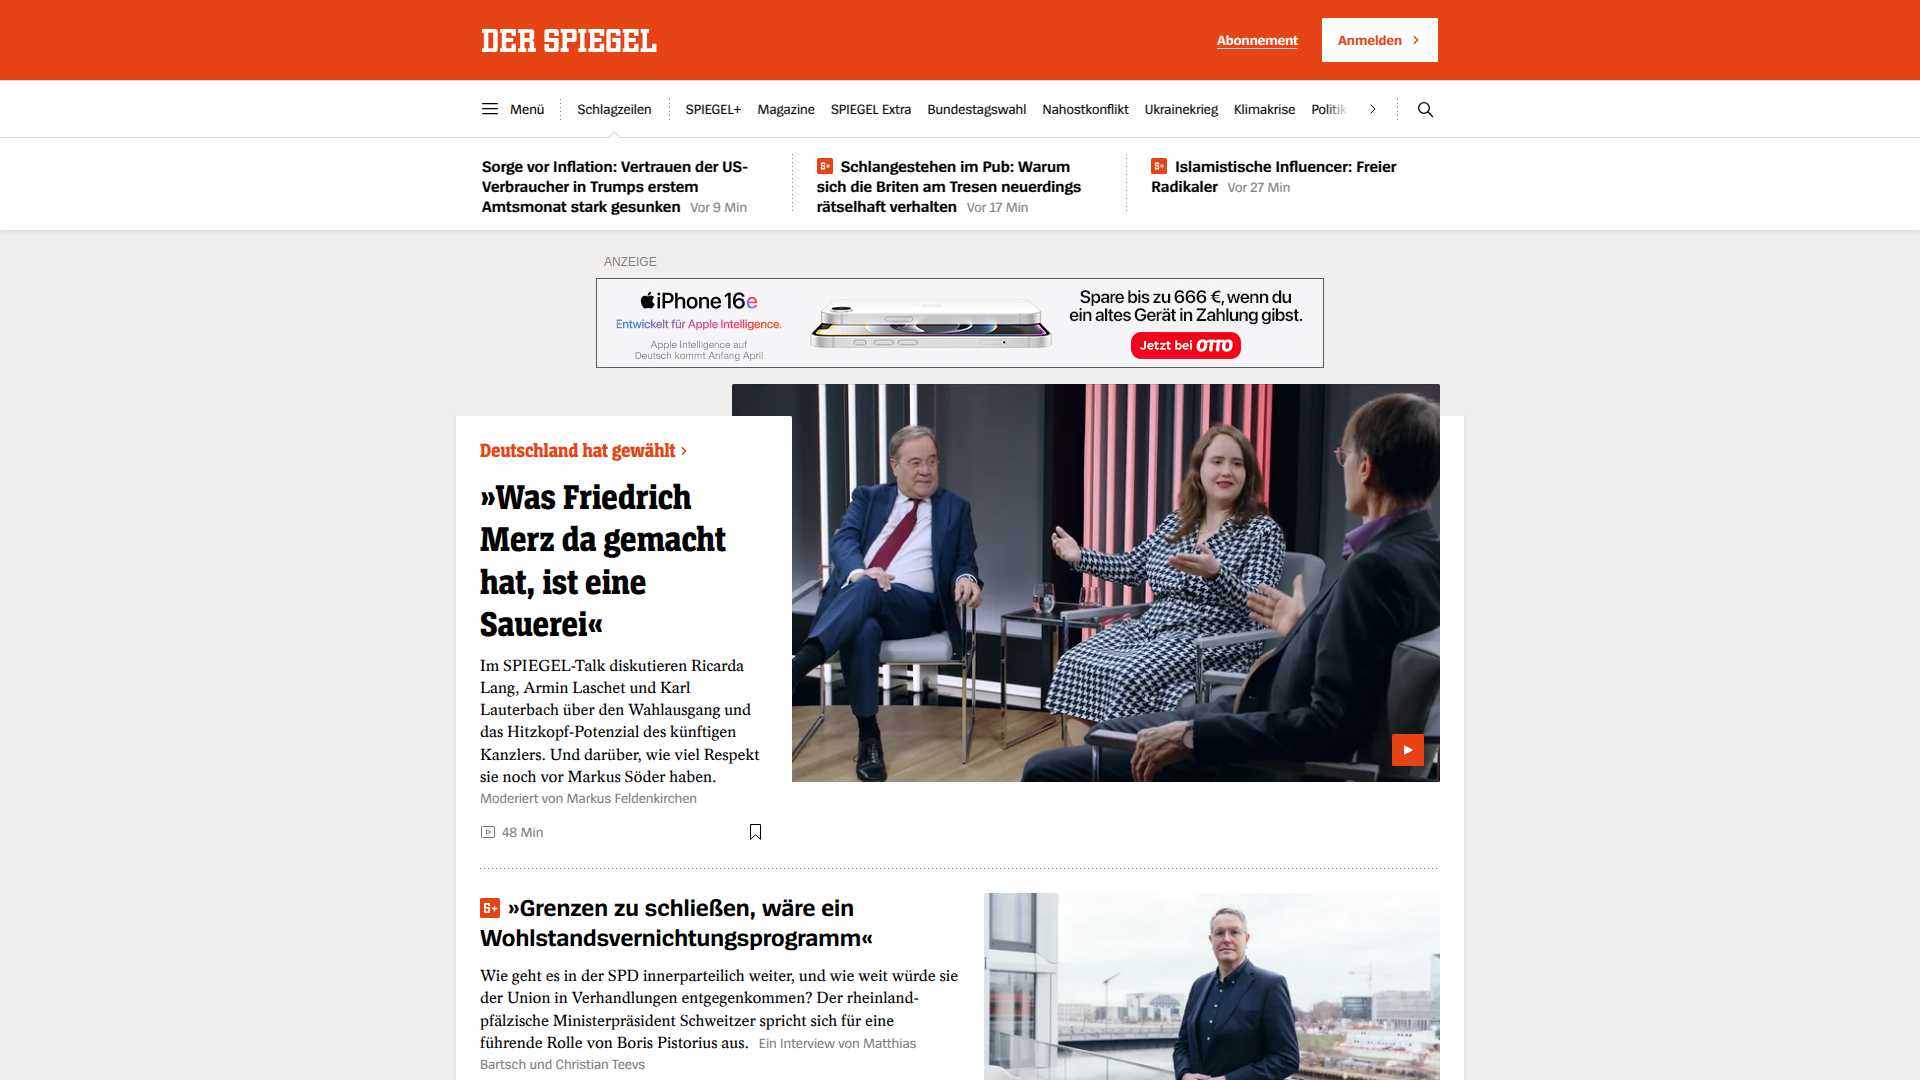 DER SPIEGEL
Abonnement
Anmelden
Menü
Schlagzeilen
SPIEGEL+
Magazine
SPIEGEL Extra
Bundestagswahl
Nahostkonflikt
Ukrainekrieg
Klimakrise
Politik
Sorge vor Inflation: Vertrauen der US-
Verbraucher in Trumps erstem
Amtsmonat stark gesunken Vor 9 Min
S+ Schlangestehen im Pub: Warum
sich die Briten am Tresen neuerdings
rätselhaft verhalten Vor 17 Min
S+ Islamistische Influencer: Freier
Radikaler Vor 27 Min
ANZEIGE
iPhone 16e
Entwickelt für Apple Intelligence.
Apple Intelligence auf
Deutsch kommt Anfang April
Spare bis zu 666 €, wenn du
ein altes Gerät in Zahlung gibst.
Jetzt bei OTTO
Deutschland hat gewählt
»Was Friedrich
Merz da gemacht
hat, ist eine
Sauerei«
Im SPIEGEL-Talk diskutieren Ricarda
Lang, Armin Laschet und Karl
Lauterbach über den Wahlausgang und
das Hitzkopf-Potenzial des künftigen
Kanzlers. Und darüber, wie viel Respekt
sie noch vor Markus Söder haben.
Moderiert von Markus Feldenkirchen
48 Min
S+ »Grenzen zu schließen, wäre ein
Wohlstandsvernichtungsprogramm«
Wie geht es in der SPD innerparteilich weiter, und wie weit würde sie
der Union in Verhandlungen entgegenkommen? Der rheinland-
pfälzische Ministerpräsident Schweitzer spricht sich für eine
führende Rolle von Boris Pistorius aus. Ein Interview von Matthias
Bartsch und Christian Teevs